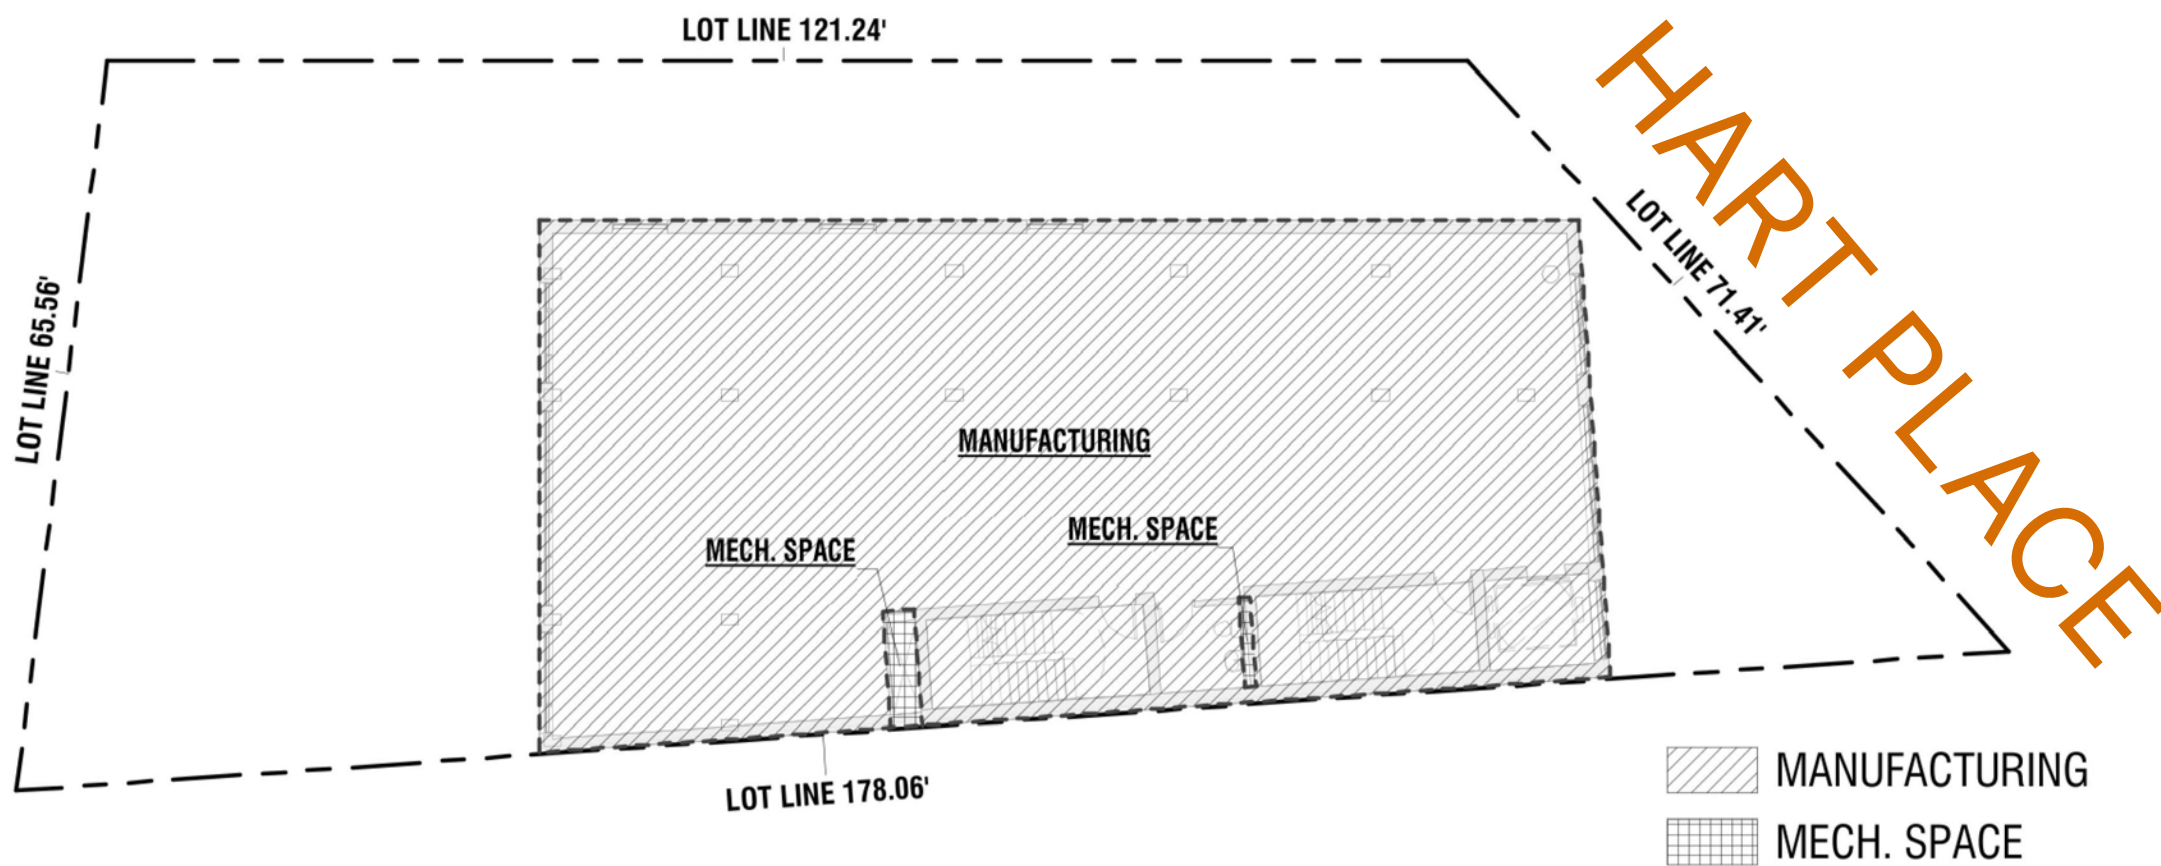 LOT LINE 121.24'
HART PLACE
LOT LINE 71.41'
LOT LINE 65.56'
MANUFACTURING
MECH. SPACE
MECH. SPACE
LOT LINE 178.06'
MANUFACTURING
MECH. SPACE